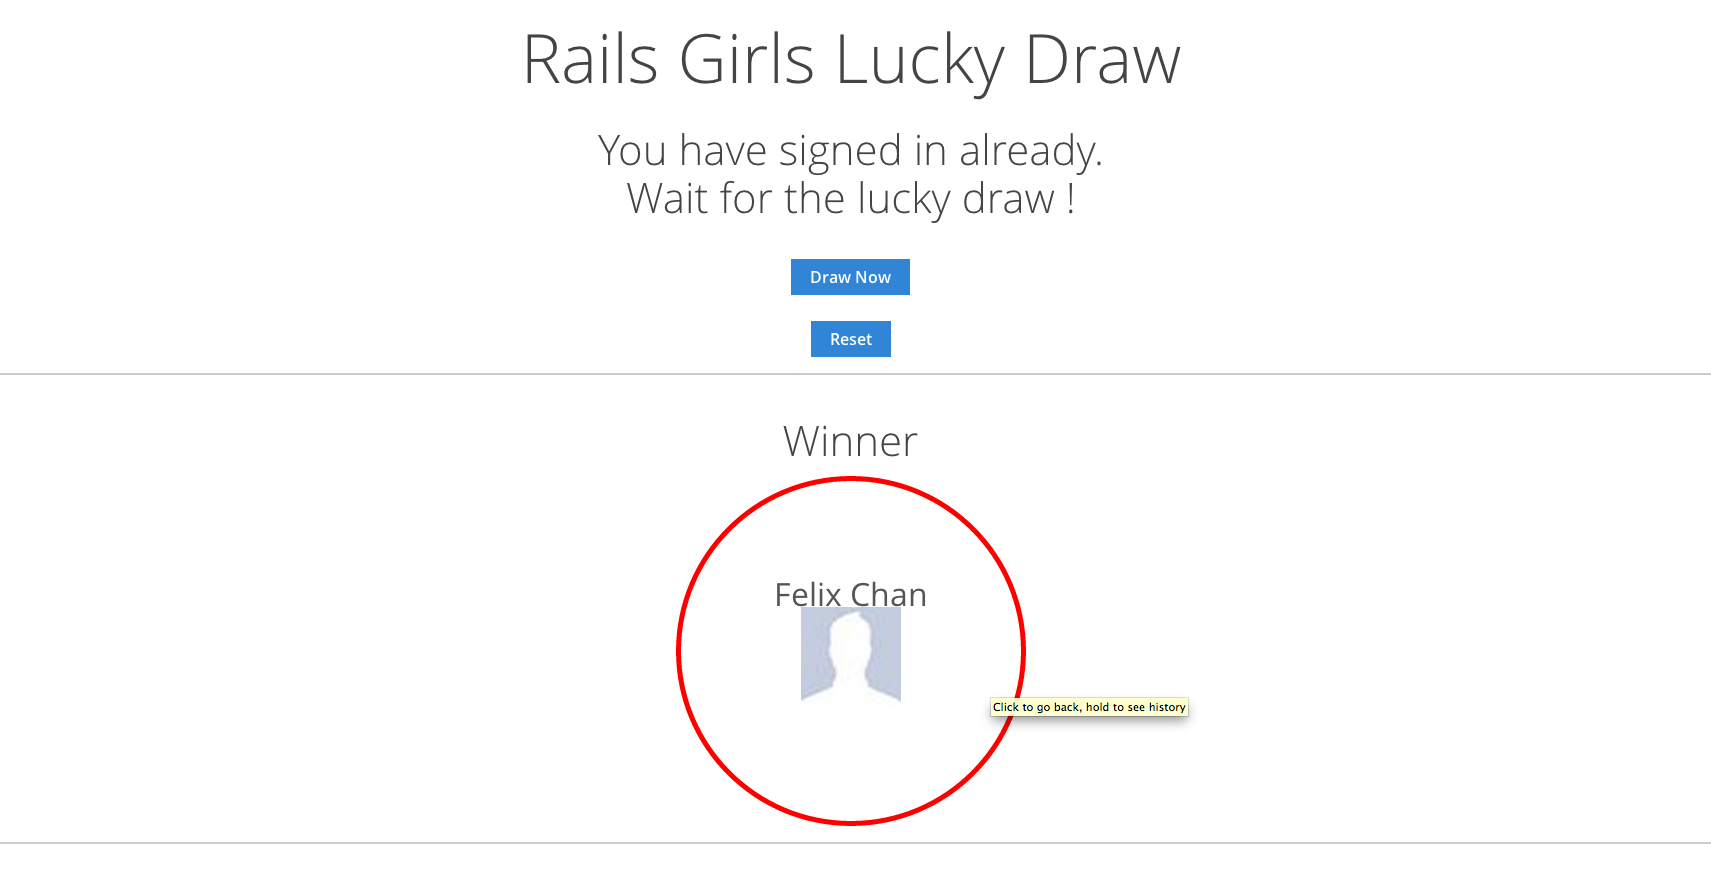 Rails Girls Lucky Draw
You have signed in already.
Wait for the lucky draw !
Draw Now
Reset
Winner
Felix Chan
Click to go back, hold to see history